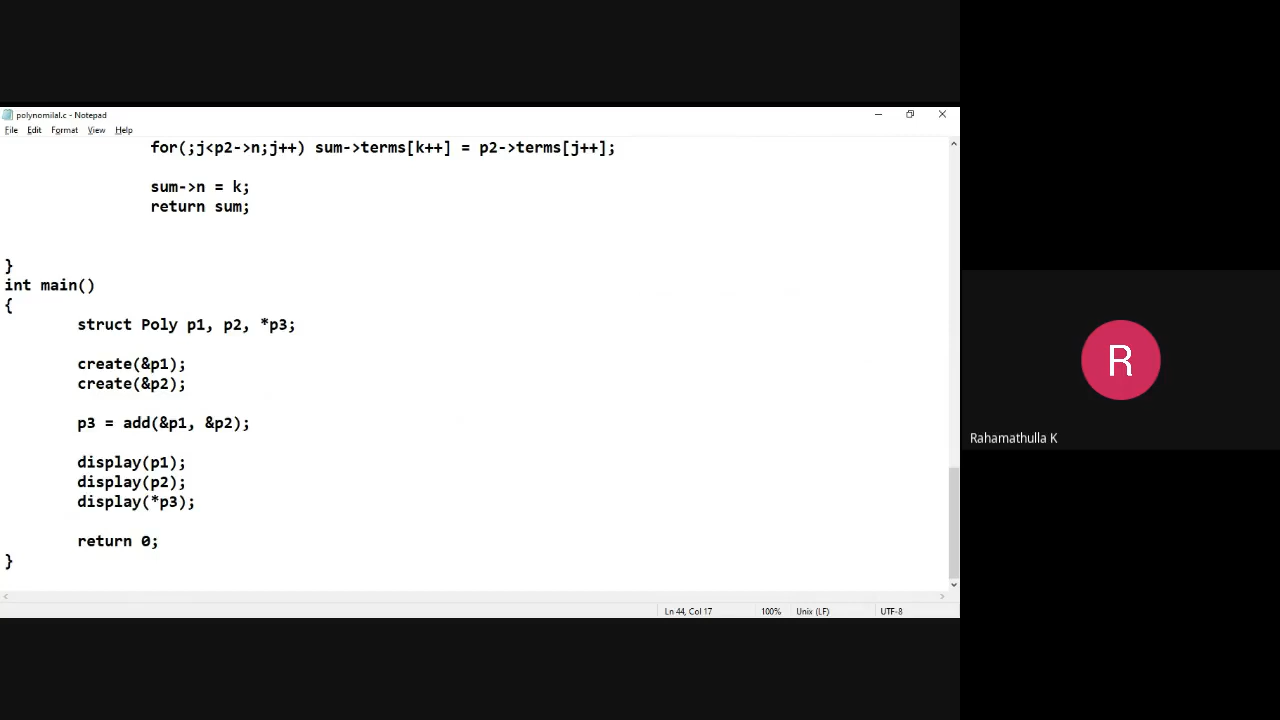 polynomilal.c - Notepad
File Edit Format View Help
for(;j<p2->n;j++) sum->terms[k++] = p2->terms[j++];
sum->n = k;
return sum;
}
int main()
{
struct Poly p1, p2, *p3;
create(&p1);
create(&p2);
p3 = add(&p1, &p2);
display(p1);
display(p2);
display(*p3);
return 0;
}
Ln 44, Col 17 100% Unix (LF) UTF-8
R
Rahamathulla K